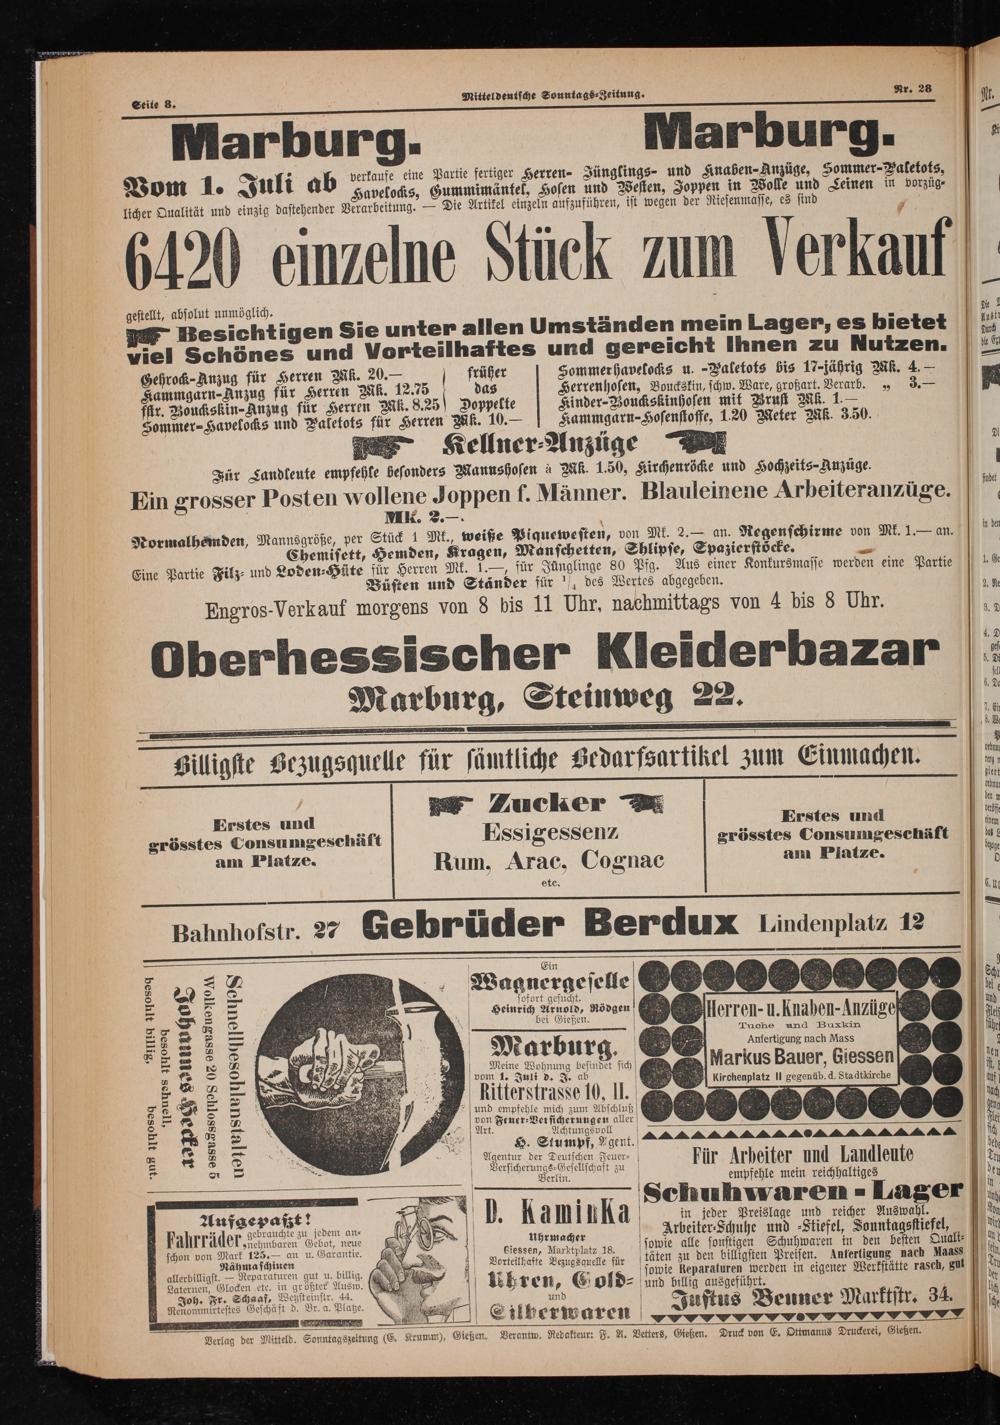 Seite 8.
Mitteldeutsche Sonntags-Zeitung.
Nr. 28
Marburg. Marburg.
Vom 1. Juli ab verkaufe eine Partie fertiger Herren- Jünglings- und Knaben-Anzüge, Sommer-Paletots,
Havelocks, Gummimäntel, Hosen und Westen, Joppen in Wolle und Leinen in vorzüg-
licher Qualität und einzig dastehender Verarbeitung. — Die Artikel einzeln aufzuführen, ist wegen der Riesenmasse, es sind
6420 einzelne Stück zum Verkauf
gestellt, absolut unmöglich.
Besichtigen Sie unter allen Umständen mein Lager, es bietet
viel Schönes und Vorteilhaftes und gereicht Ihnen zu Nutzen.
Gehrock-Anzug für Herren Mk. 20.—
Kammgarn-Anzug für Herren Mk. 12.75
fst. Bouckskin-Anzug für Herren Mk. 8.25
Sommer-Havelocks und Paletots für Herren Mk. 10.—
früher
das
Doppelte
Sommerhavelocks u. -Paletots bis 17-jährig Mk. 4.—
Herrenhosen, Bouckskin, schw. Ware, großart. Verarb. „ 3.—
Kinder-Bouckskinhosen mit Brust Mk. 1.—
Kammgarn-Hosenstoffe, 1.20 Meter Mk. 3.50.
Kellner-Anzüge
Für Landleute empfehle besonders Mannshosen à Mk. 1.50, Kirchenröcke und Hochzeits-Anzüge.
Ein grosser Posten wollene Joppen f. Männer. Blauleinene Arbeiteranzüge.
Mk. 2.—.
Normalhemden, Mannsgröße, per Stück 1 Mk., weiße Piquewesten, von Mk. 2.— an. Regenschirme von Mk. 1.— an.
Chemisett, Hemden, Kragen, Manschetten, Shlipse, Spazierstöcke.
Eine Partie Filz- und Loden-Hüte für Herren Mk. 1.—, für Jünglinge 80 Pfg. Aus einer Konkursmasse werden eine Partie
Büsten und Ständer für 1/4 des Wertes abgegeben.
Engros-Verkauf morgens von 8 bis 11 Uhr, nachmittags von 4 bis 8 Uhr.
Oberhessischer Kleiderbazar
Marburg, Steinweg 22.
Billigste Bezugsquelle für sämtliche Bedarfsartikel zum Einmachen.
Erstes und
grösstes Consumgeschäft
am Platze.
Zucker
Essigessenz
Rum, Arac, Cognac
etc.
Erstes und
grösstes Consumgeschäft
am Platze.
Bahnhofstr. 27 Gebrüder Berdux Lindenplatz 12
Schnellbesohlanstalten
Wolkengasse 20 Schlossgasse 5
Johannes Becker
besohlt schnell,
besohlt billig, besohlt gut.
Aufgepaßt!
Fahrräder, gebrauchte zu jedem an-
nehmbaren Gebot, neue
schon von Mark 125.— an u. Garantie.
Nähmaschinen
allerbilligst. — Reparaturen gut u. billig.
Laternen, Glocken etc. in größter Ausw.
Joh. Fr. Schaaf, Wetzsteinstr. 44.
Renommirtestes Geschäft d. Br. a. Platze.
Ein
Wagnergeselle
sofort gesucht.
Heinrich Arnold, Rödgen
bei Gießen.
Marburg.
Meine Wohnung befindet sich
vom 1. Juli d. J. ab
Ritterstrasse 10, II.
und empfehle mich zum Abschluß
von Feuer-Versicherungen aller
Art. Achtungsvoll
H. Stumpf, Agent.
Agentur der Deutschen Feuer-
Versicherungs-Gesellschaft zu
Berlin.
D. Kaminka
Uhrmacher
Giessen, Marktplatz 18.
Vorteilhafte Bezugsquelle für
Uhren, Gold-
und
Silberwaren
Herren- u. Knaben-Anzüge
Tuche und Buxkin
Anfertigung nach Mass
Markus Bauer, Giessen
Kirchenplatz II gegenüb. d. Stadtkirche
Für Arbeiter und Landleute
empfehle mein reichhaltiges
Schuhwaren-Lager
in jeder Preislage und reicher Auswahl.
Arbeiter-Schuhe und -Stiefel, Sonntagsstiefel,
sowie alle sonstigen Schuhwaren in den besten Quali-
täten zu den billigsten Preisen. Anfertigung nach Maass
sowie Reparaturen werden in eigener Werkstätte rasch, gut
und billig ausgeführt.
Justus Benner Marktstr. 34.
Verlag der Mitteld. Sonntagszeitung (E. Krumm), Gießen. Verantw. Redakteur: F. A. Vetters, Gießen. Druck von E. Ottmanns Druckerei, Gießen.